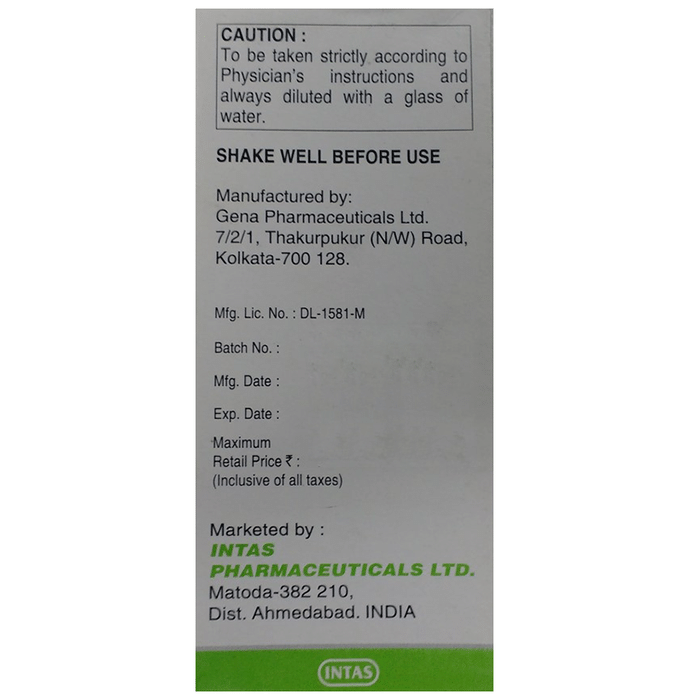 CAUTION :
To be taken strictly according to
Physician's instructions and
always diluted with a glass of
water.
SHAKE WELL BEFORE USE
Manufactured by:
Gena Pharmaceuticals Ltd.
7/2/1, Thakurpukur (N/W) Road,
Kolkata-700 128.
Mfg. Lic. No. : DL-1581-M
Batch No. :
Mfg. Date :
Exp. Date :
Maximum
Retail Price ₹ :
(Inclusive of all taxes)
Marketed by :
INTAS
PHARMACEUTICALS LTD.
Matoda-382 210,
Dist. Ahmedabad. INDIA
INTAS